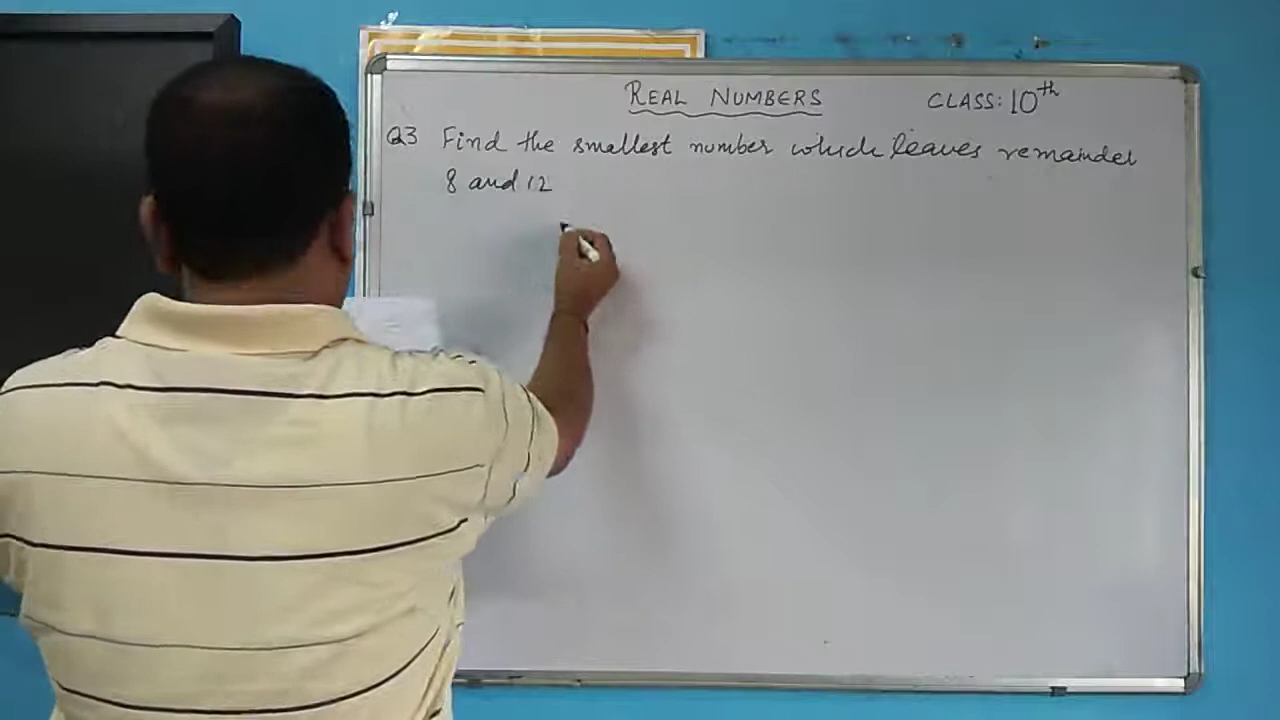 REAL NUMBERS CLASS: 10th
Q3 Find the smallest number which leaves remainder
8 and 12